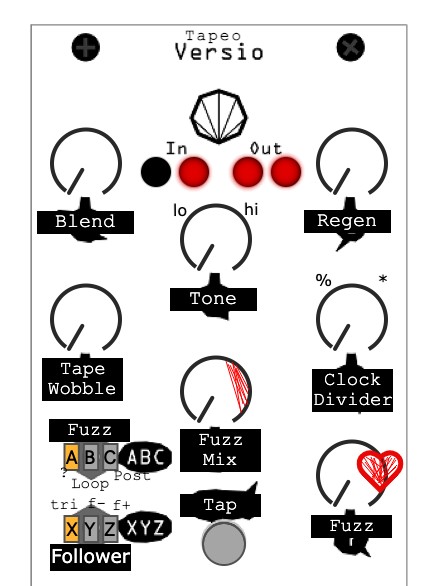 Tapeo
Versio
In Out
Blend
lo hi
Regen
Tone
% *
Tape
Wobble
Clock
Divider
Fuzz
Fuzz
Mix
A B C ABC
? Loop Post
Tap
tri f- f+
X Y Z XYZ
Fuzz
Follower